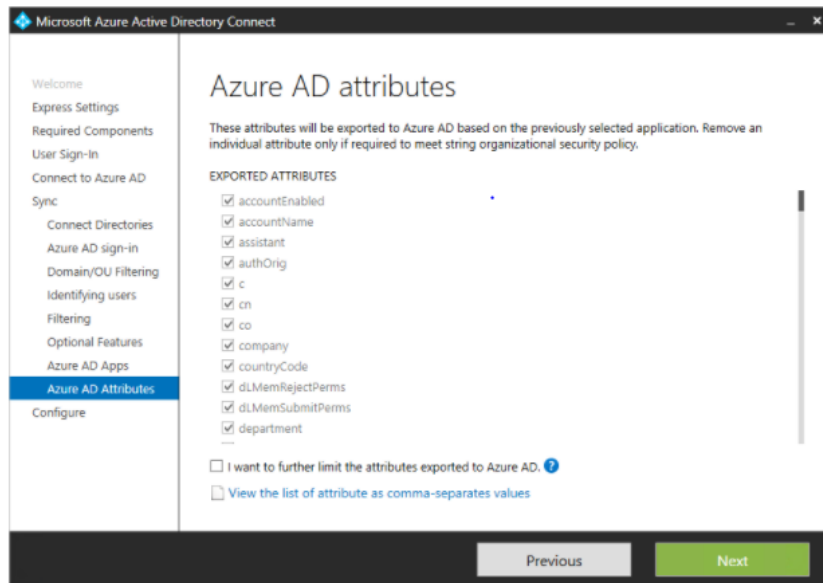 Microsoft Azure Active Directory Connect
Welcome
Express Settings
Required Components
User Sign-In
Connect to Azure AD
Sync
Connect Directories
Azure AD sign-in
Domain/OU Filtering
Identifying users
Filtering
Optional Features
Azure AD Apps
Azure AD Attributes
Configure
Azure AD attributes
These attributes will be exported to Azure AD based on the previously selected application. Remove an
individual attribute only if required to meet string organizational security policy.
EXPORTED ATTRIBUTES
accountEnabled
accountName
assistant
authOrig
c
cn
co
company
countryCode
dLMemRejectPerms
dLMemSubmitPerms
department
I want to further limit the attributes exported to Azure AD. ?
View the list of attribute as comma-separates values
Previous
Next